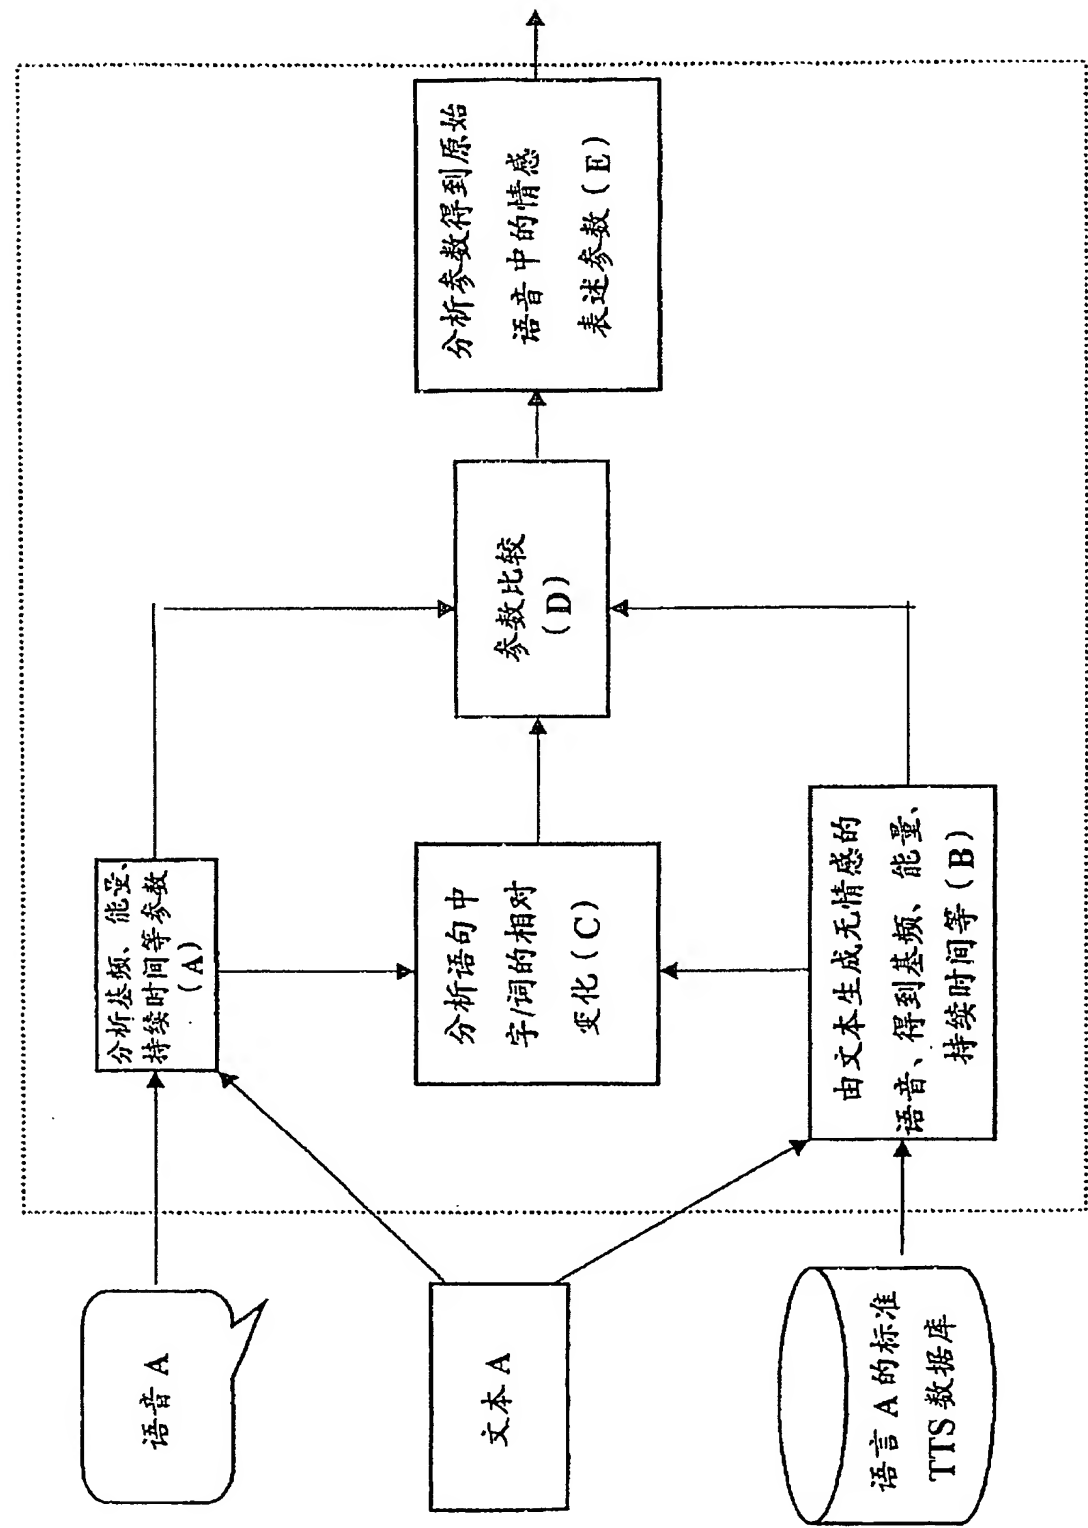 语音 A
文本 A
语言 A 的标准
TTS 数据库
分析基频、能量、
持续时间等参数
(A)
分析语句中
字/词的相对
变化(C)
由文本生成无情感的
语音、得到基频、能量、
持续时间等(B)
参数比较
(D)
分析参数得到原始
语音中的情感
表述参数(E)